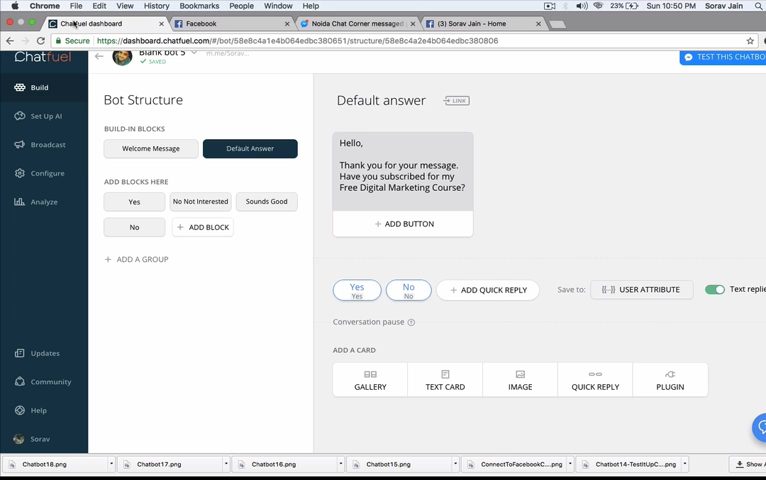 Chrome File Edit View History Bookmarks People Window Help
23% Sun 10:50 PM Sorav Jain
Chatfuel dashboard
Facebook
Noida Chat Corner messaged
(3) Sorav Jain - Home
Secure https://dashboard.chatfuel.com/#/bot/58e8c4a1e4b064edbc380651/structure/58e8c4a2e4b064edbc380806
Chatfuel
Blank bot 5
m.me/Sorav...
SAVED
TEST THIS CHATBO
Build
Set Up AI
Broadcast
Configure
Analyze
Updates
Community
Help
Sorav
Bot Structure
BUILD-IN BLOCKS
Welcome Message
Default Answer
ADD BLOCKS HERE
Yes
No Not Interested
Sounds Good
No
+ ADD BLOCK
+ ADD A GROUP
Default answer
LINK
Hello,
Thank you for your message.
Have you subscribed for my
Free Digital Marketing Course?
+ ADD BUTTON
Yes
Yes
No
No
+ ADD QUICK REPLY
Save to:
USER ATTRIBUTE
Text replie
Conversation pause ?
ADD A CARD
GALLERY
TEXT CARD
IMAGE
QUICK REPLY
PLUGIN
Chatbot18.png
Chatbot17.png
Chatbot16.png
Chatbot15.png
ConnectToFacebookC....png
Chatbot14-TestItUpC....png
Show A